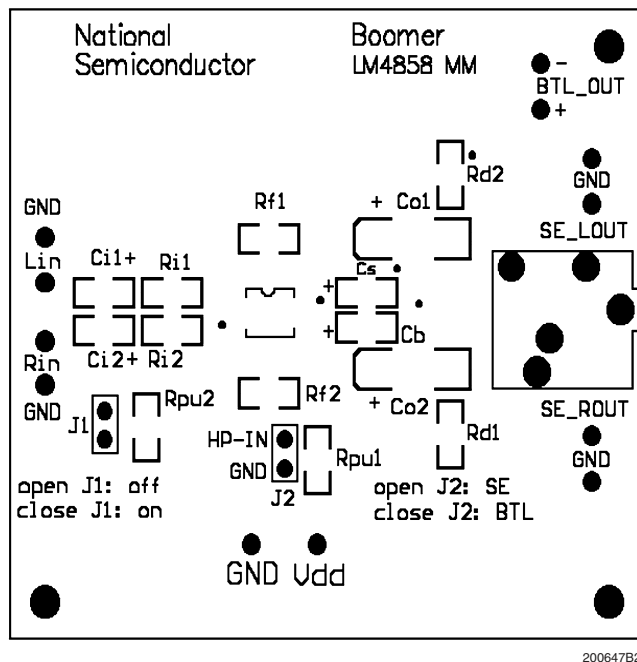 National
Semiconductor
Boomer
LM4858 MM
-
BTL_OUT
+
Rd2
GND
Rf1
+ Co1
GND
SE_LOUT
Lin
Ci1+
Ri1
Cs
+
+
Cb
Rin
Ci2+
Ri2
GND
Rpu2
Rf2
+ Co2
SE_ROUT
J1
HP-IN
Rd1
GND
GND
Rpu1
J2
open J1: off
close J1: on
open J2: SE
close J2: BTL
GND
Vdd
200647B2